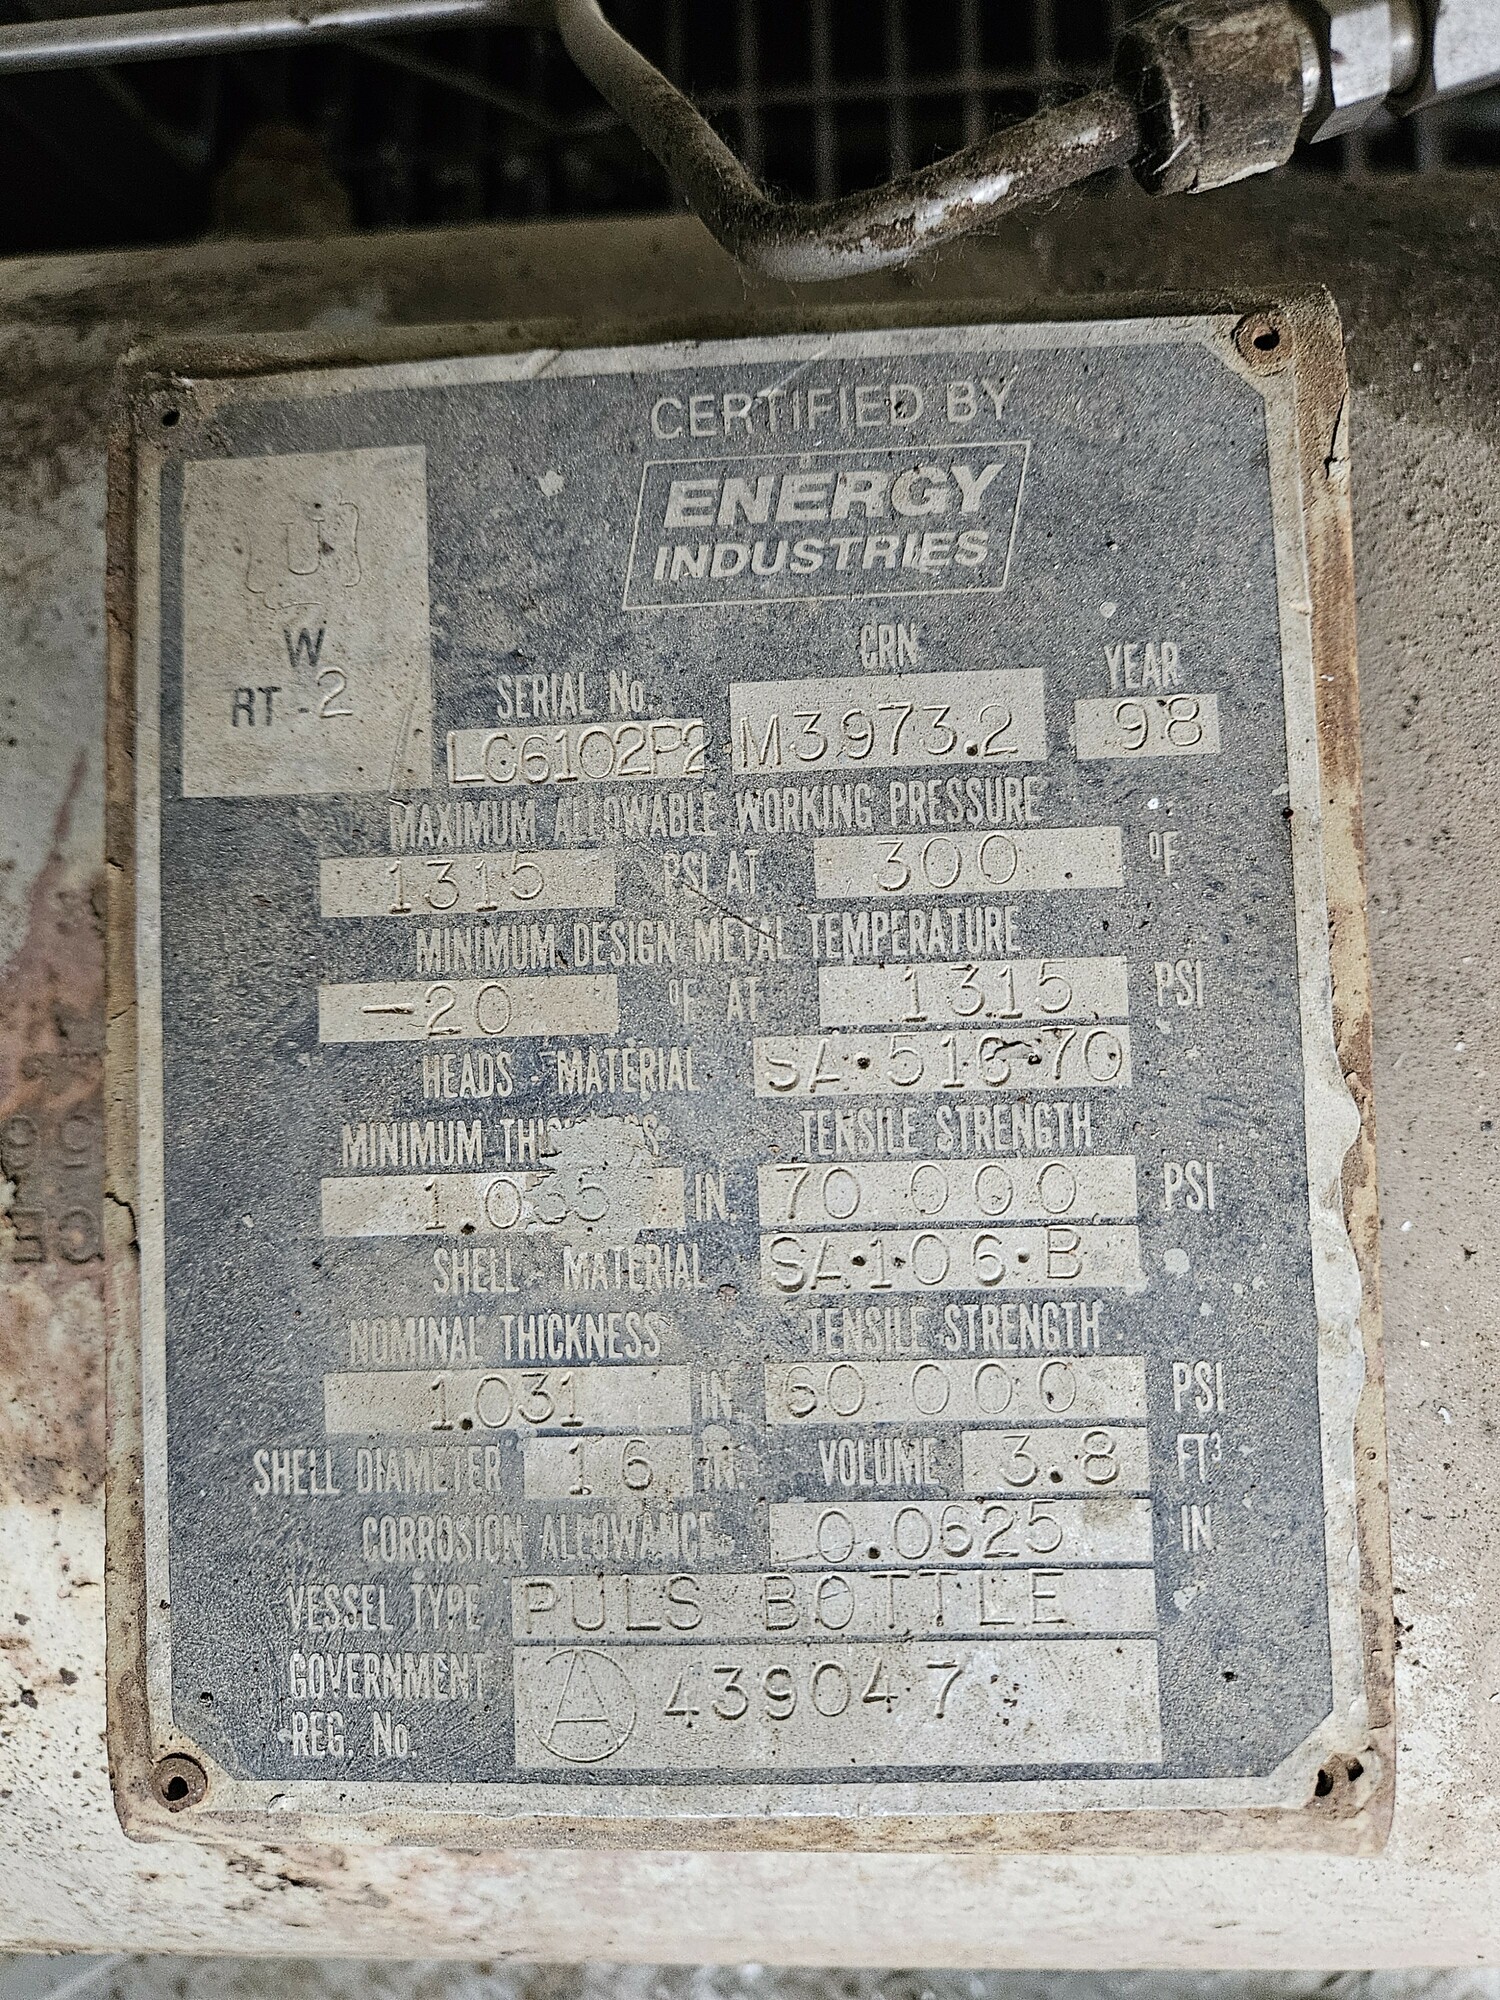 CERTIFIED BY
ENERGY
INDUSTRIES
U
W
RT-2
SERIAL No. CRN YEAR
LC6102P2 M3973.2 98
MAXIMUM ALLOWABLE WORKING PRESSURE
1315 PSI AT 300 °F
MINIMUM DESIGN METAL TEMPERATURE
-20 °F AT 1315 PSI
HEADS - MATERIAL SA·516·70
MINIMUM THICKNESS TENSILE STRENGTH
IN. 70 000 PSI
SHELL - MATERIAL SA·106·B
NOMINAL THICKNESS TENSILE STRENGTH
1.031 IN. 60 000 PSI
SHELL DIAMETER 16 IN. VOLUME 3.8 FT³
CORROSION ALLOWANCE 0.0625 IN
VESSEL TYPE PULS BOTTLE
GOVERNMENT
REG. No. A 439047